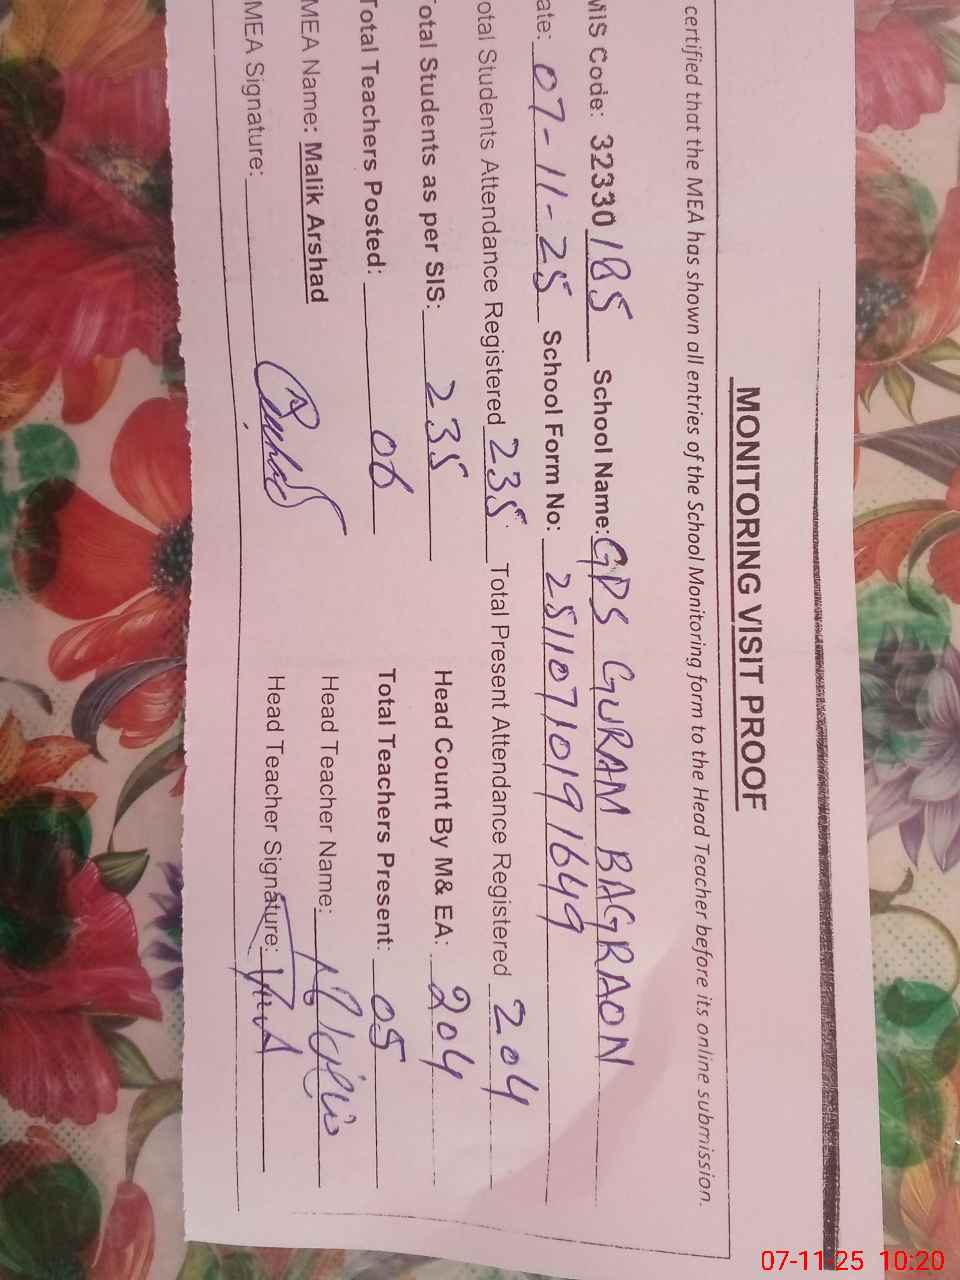 MONITORING VISIT PROOF
certified that the MEA has shown all entries of the School Monitoring form to the Head Teacher before its online submission.
MIS Code: 32330185 School Name: GPS GURAM BAGRAON
ate: 07-11-25 School Form No: 25110710191649
otal Students Attendance Registered 235 Total Present Attendance Registered 204
otal Students as per SIS: 235 Head Count By M& EA: 204
Total Teachers Posted: 06 Total Teachers Present: 05
MEA Name: Malik Arshad Head Teacher Name:
MEA Signature: Head Teacher Signature:
07-11-25 10:20